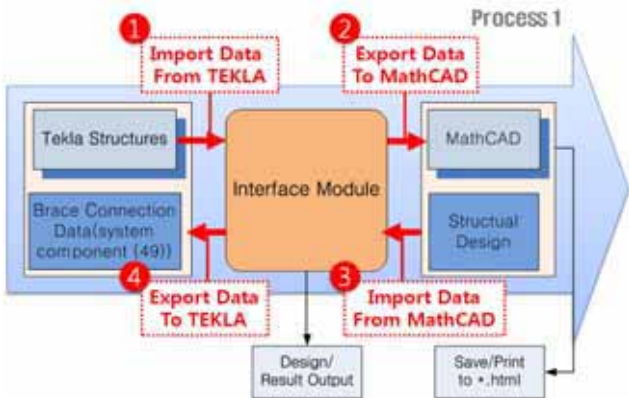 Process 1
1
Import Data
From TEKLA
2
Export Data
To MathCAD
Tekla Structures
Interface Module
MathCAD
Brace Connection
Data(system
component (49))
Structual
Design
4
Export Data
To TEKLA
3
Import Data
From MathCAD
Design/
Result Output
Save/Print
to *.html